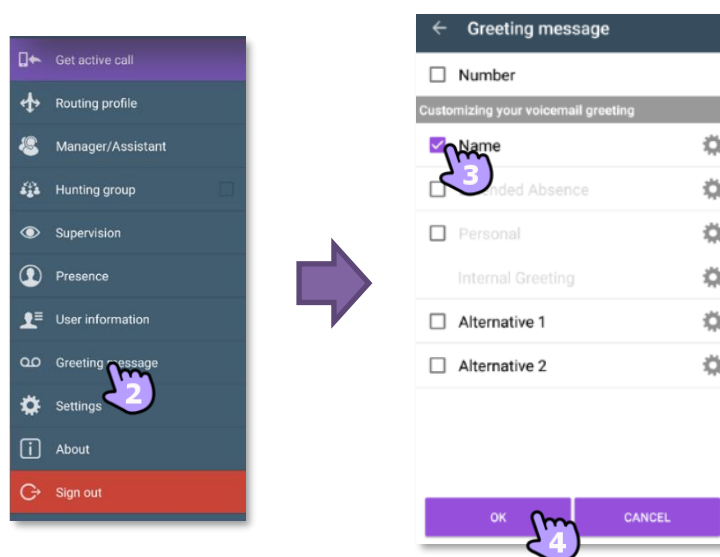 Get active call
Routing profile
Manager/Assistant
Hunting group
Supervision
Presence
User information
Greeting message
2
Settings
i About
Sign out
Greeting message
Number
Customizing your voicemail greeting
Name
3
Absence
Personal
Internal Greeting
Alternative 1
Alternative 2
OK
CANCEL
4